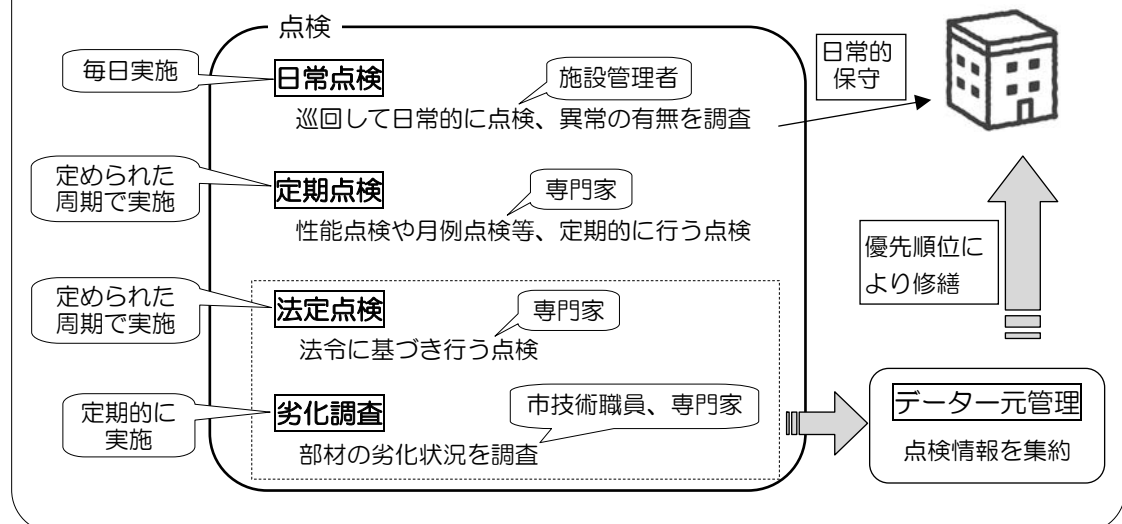 点検
毎日実施
日常点検
施設管理者
巡回して日常的に点検、異常の有無を調査
日常的
保守
定められた
周期で実施
定期点検
専門家
性能点検や月例点検等、定期的に行う点検
優先順位に
より修繕
定められた
周期で実施
法定点検
専門家
法令に基づき行う点検
定期的に
実施
劣化調査
市技術職員、専門家
部材の劣化状況を調査
データ一元管理
点検情報を集約